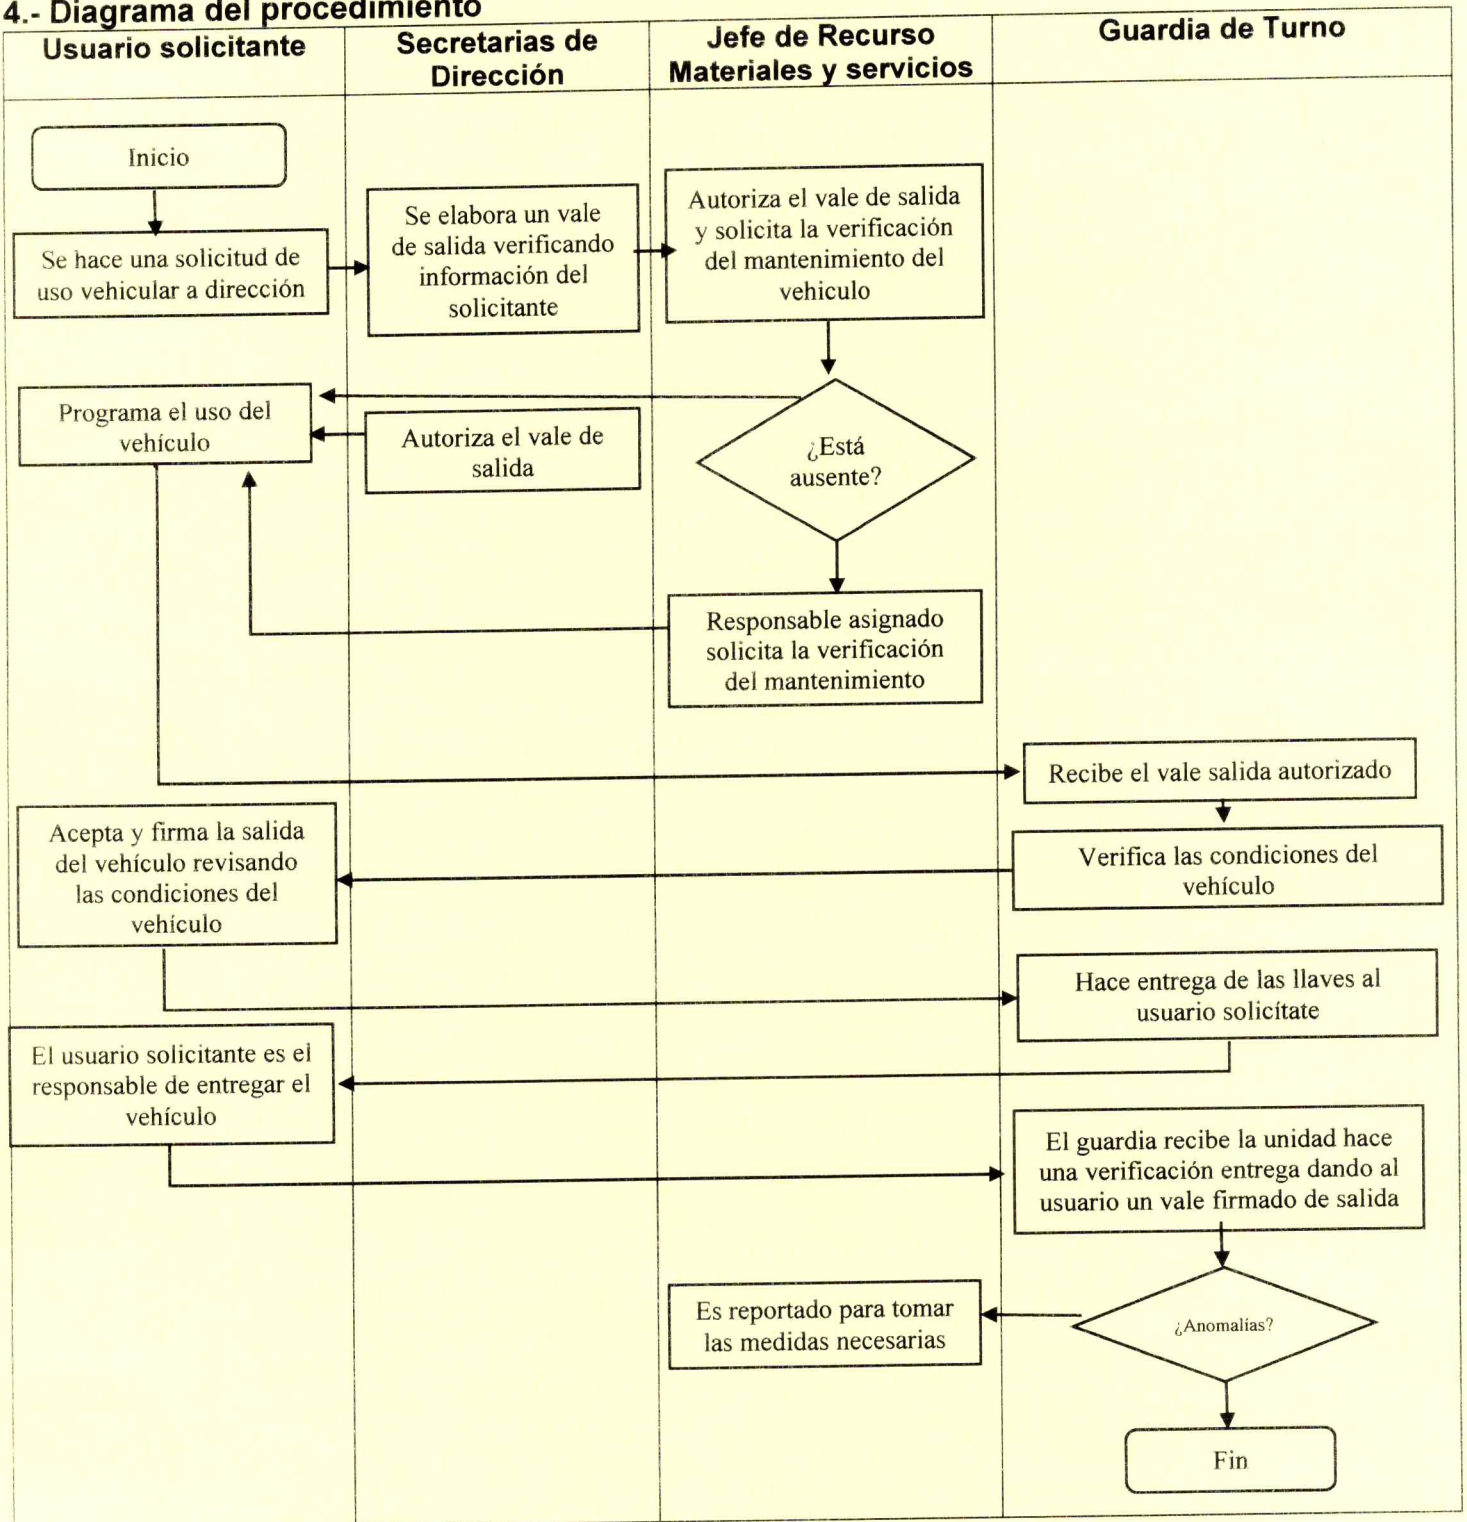 4.- Diagrama del procedimiento
Usuario solicitante
Secretarias de
Dirección
Jefe de Recurso
Materiales y servicios
Guardia de Turno
Inicio
Se hace una solicitud de
uso vehicular a dirección
Se elabora un vale
de salida verificando
información del
solicitante
Autoriza el vale de salida
y solicita la verificación
del mantenimiento del
vehiculo
Programa el uso del
vehículo
Autoriza el vale de
salida
¿Está
ausente?
Responsable asignado
solicita la verificación
del mantenimiento
Recibe el vale salida autorizado
Acepta y firma la salida
del vehículo revisando
las condiciones del
vehículo
Verifica las condiciones del
vehículo
Hace entrega de las llaves al
usuario solicítate
El usuario solicitante es el
responsable de entregar el
vehículo
El guardia recibe la unidad hace
una verificación entrega dando al
usuario un vale firmado de salida
Es reportado para tomar
las medidas necesarias
¿Anomalías?
Fin